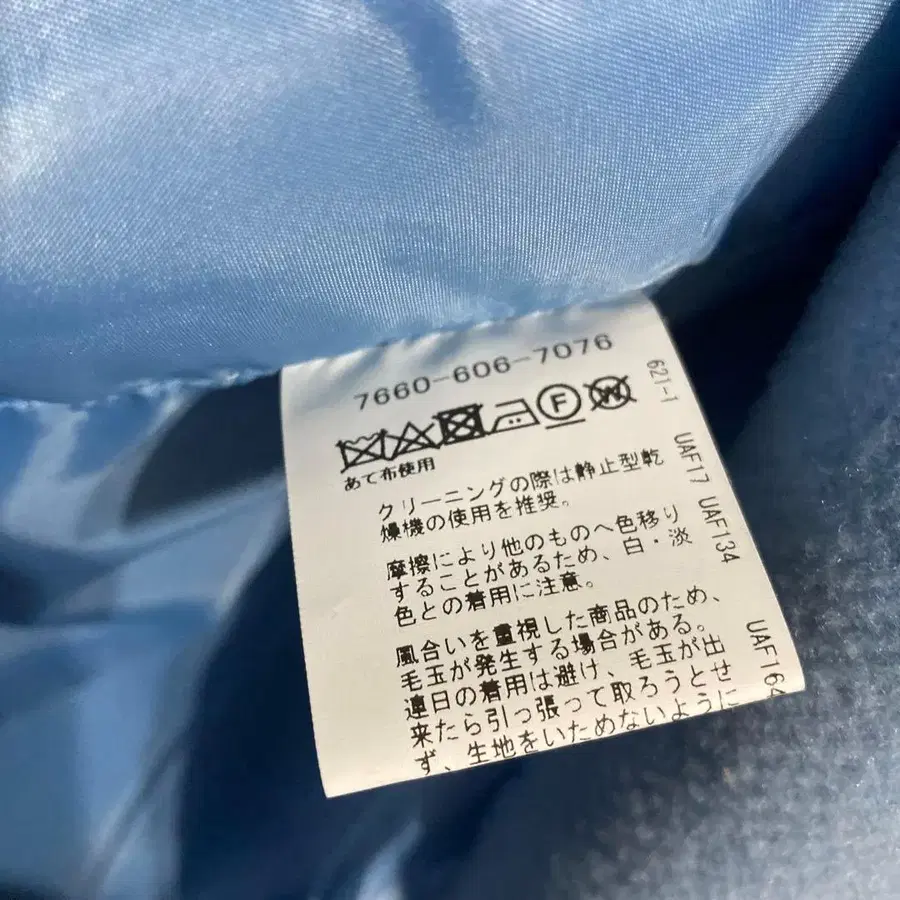 7660-606-7076
あて布使用
クリーニングの際は静止型乾
燥機の使用を推奨。
摩擦により他のものへ色移り
することがあるため、白・淡
色との着用に注意。
風合いを重視した商品のため、
毛玉が発生する場合がある。
連日の着用は避け、毛玉が出
来たら引っ張って取ろうとせ
ず、生地をいためないように
621-1
UAF17 UAF134
UAF164